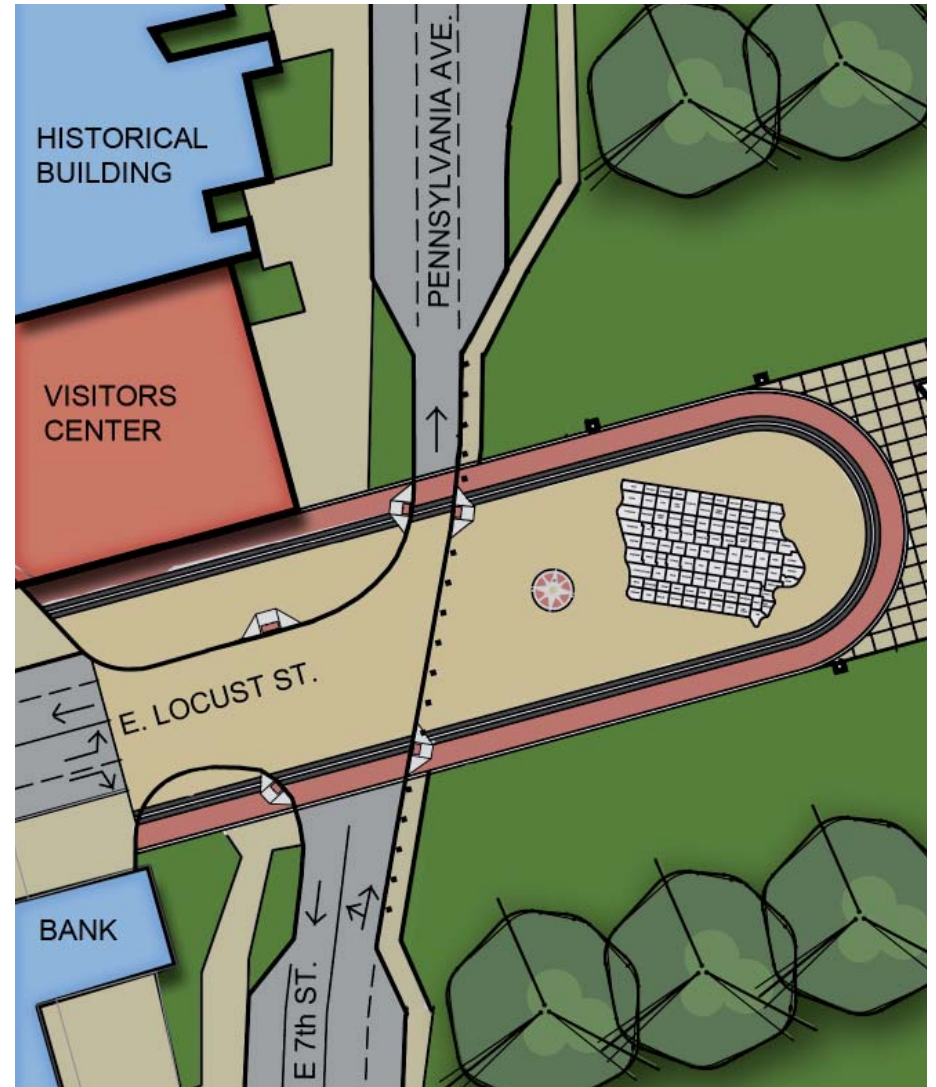 PENNSYLVANIA AVE.
HISTORICAL
BUILDING
VISITORS
CENTER
E. LOCUST ST.
BANK
E 7th ST.